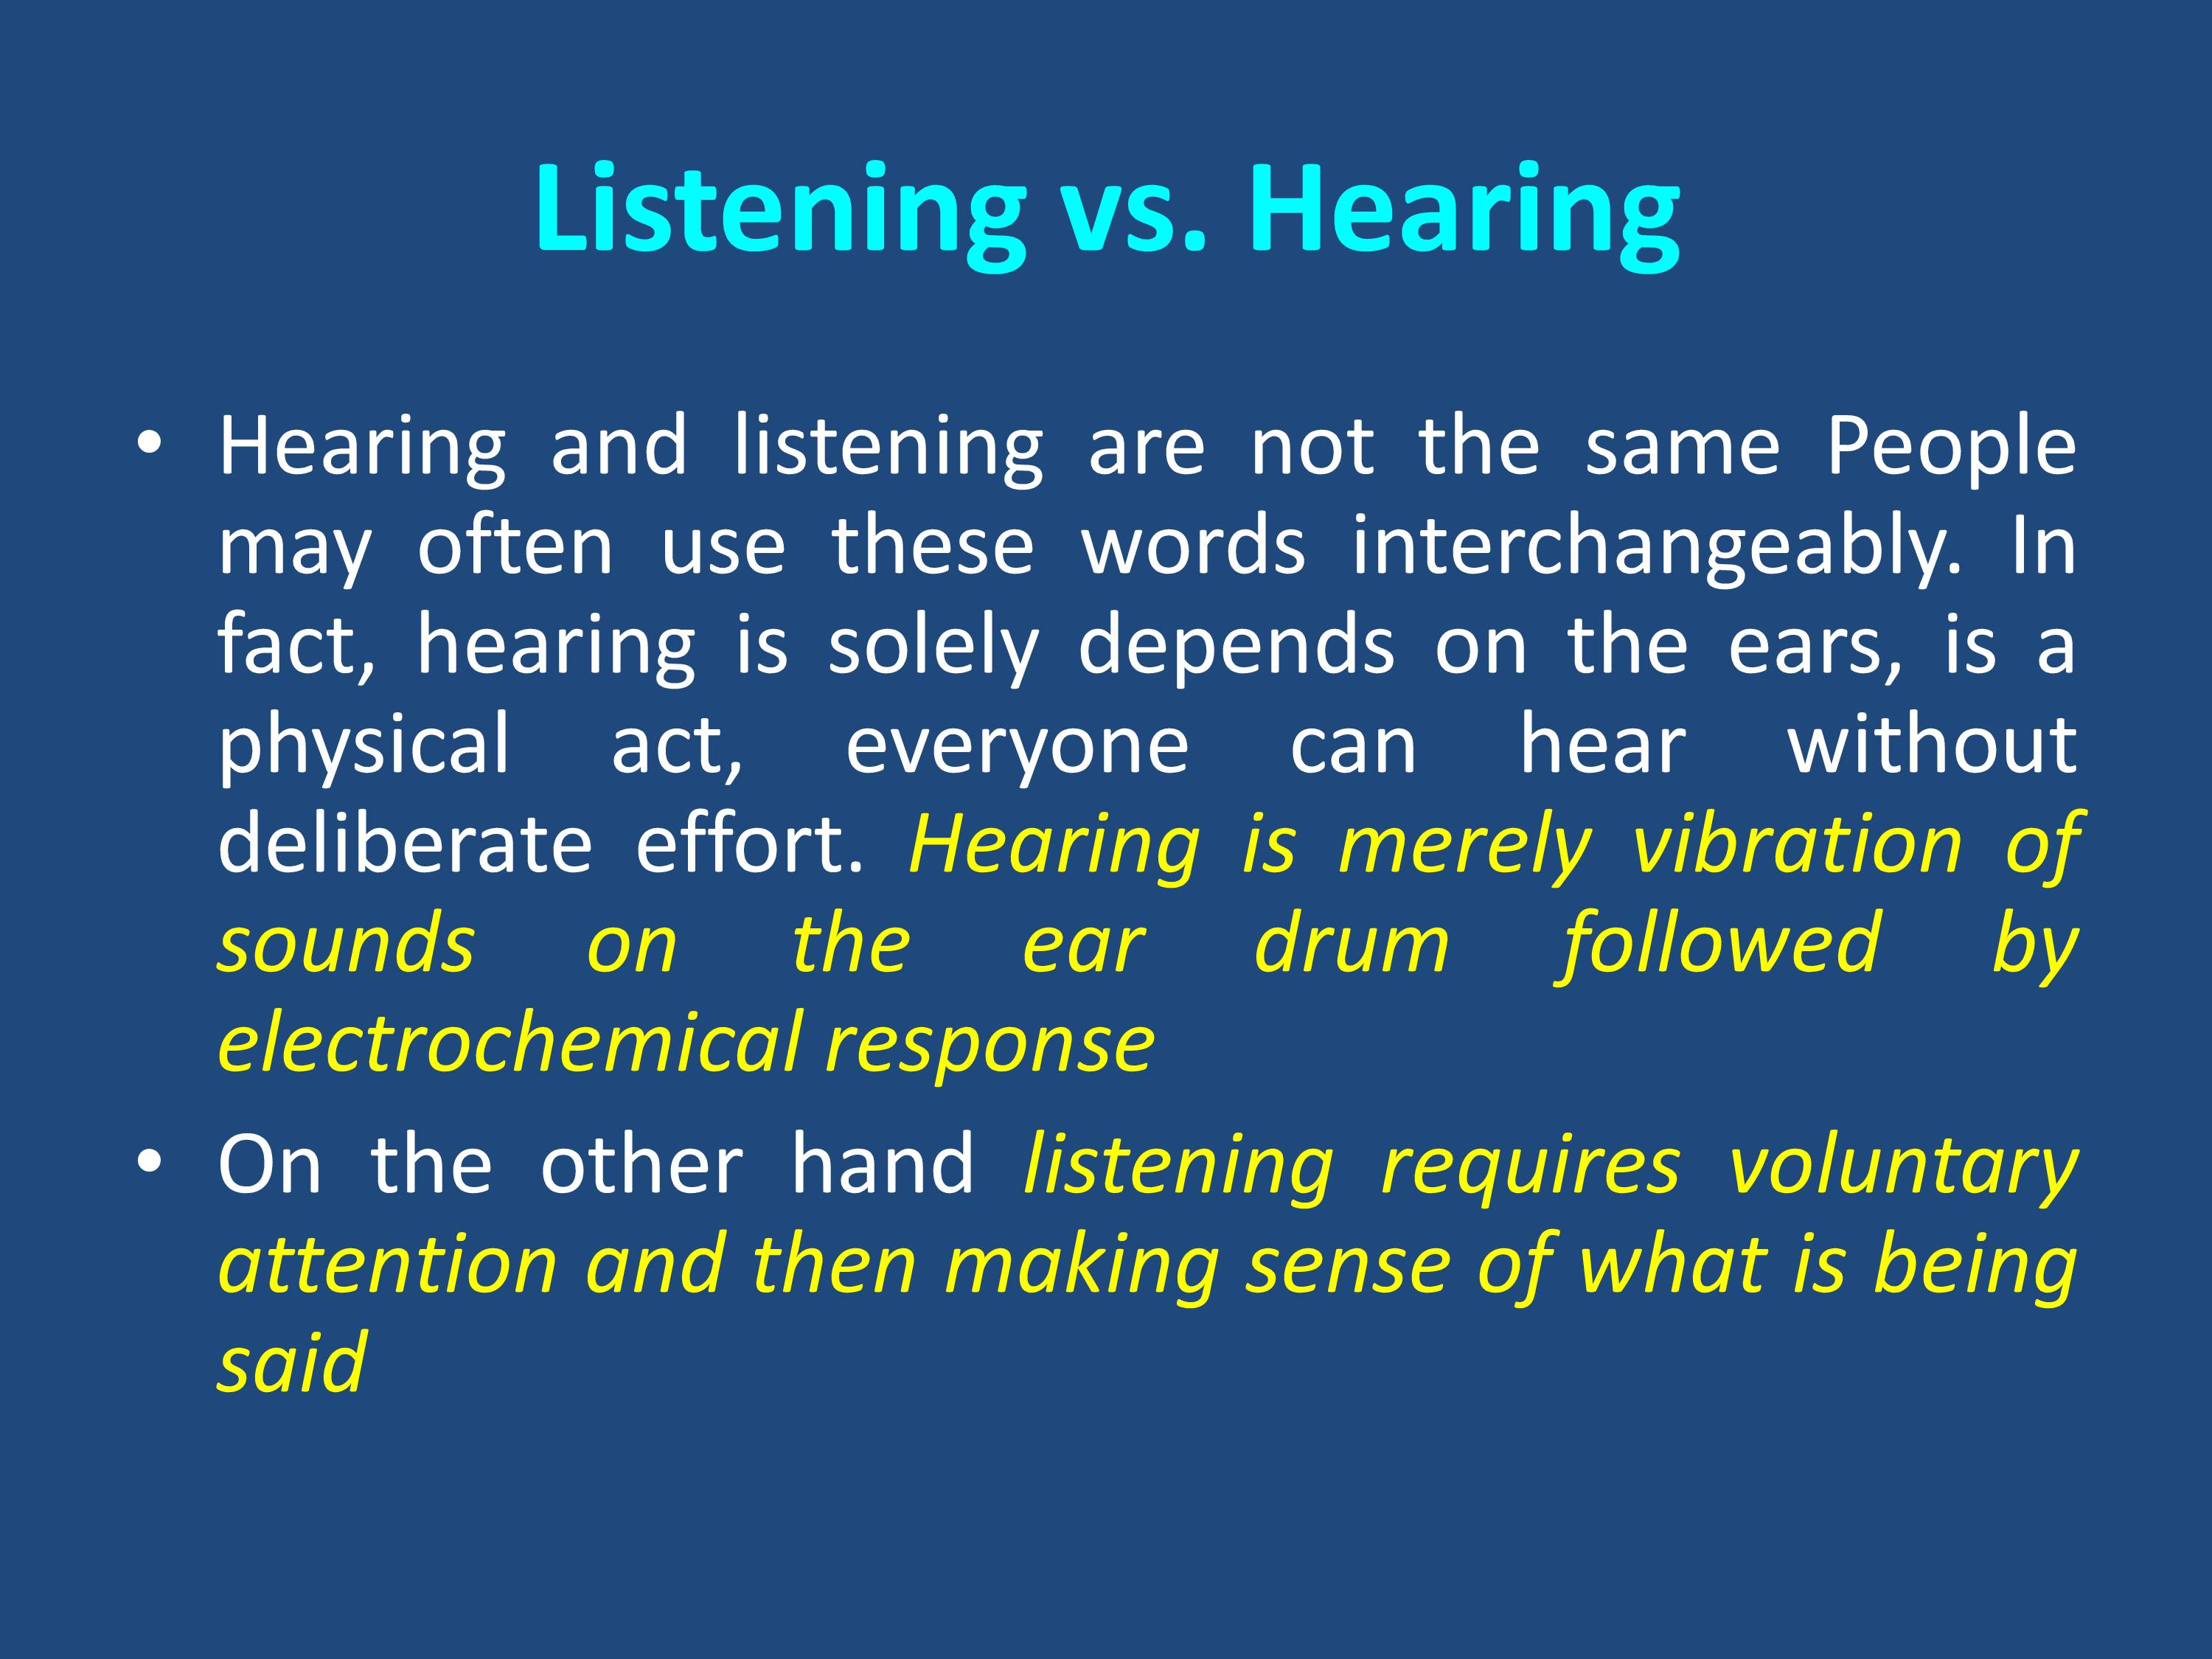 Listening vs. Hearing
• Hearing and listening are not the same People
may often use these words interchangeably. In
fact, hearing is solely depends on the ears, is a
physical act, everyone can hear without
deliberate effort. Hearing is merely vibration of
sounds on the ear drum followed by
electrochemical response
• On the other hand listening requires voluntary
attention and then making sense of what is being
said